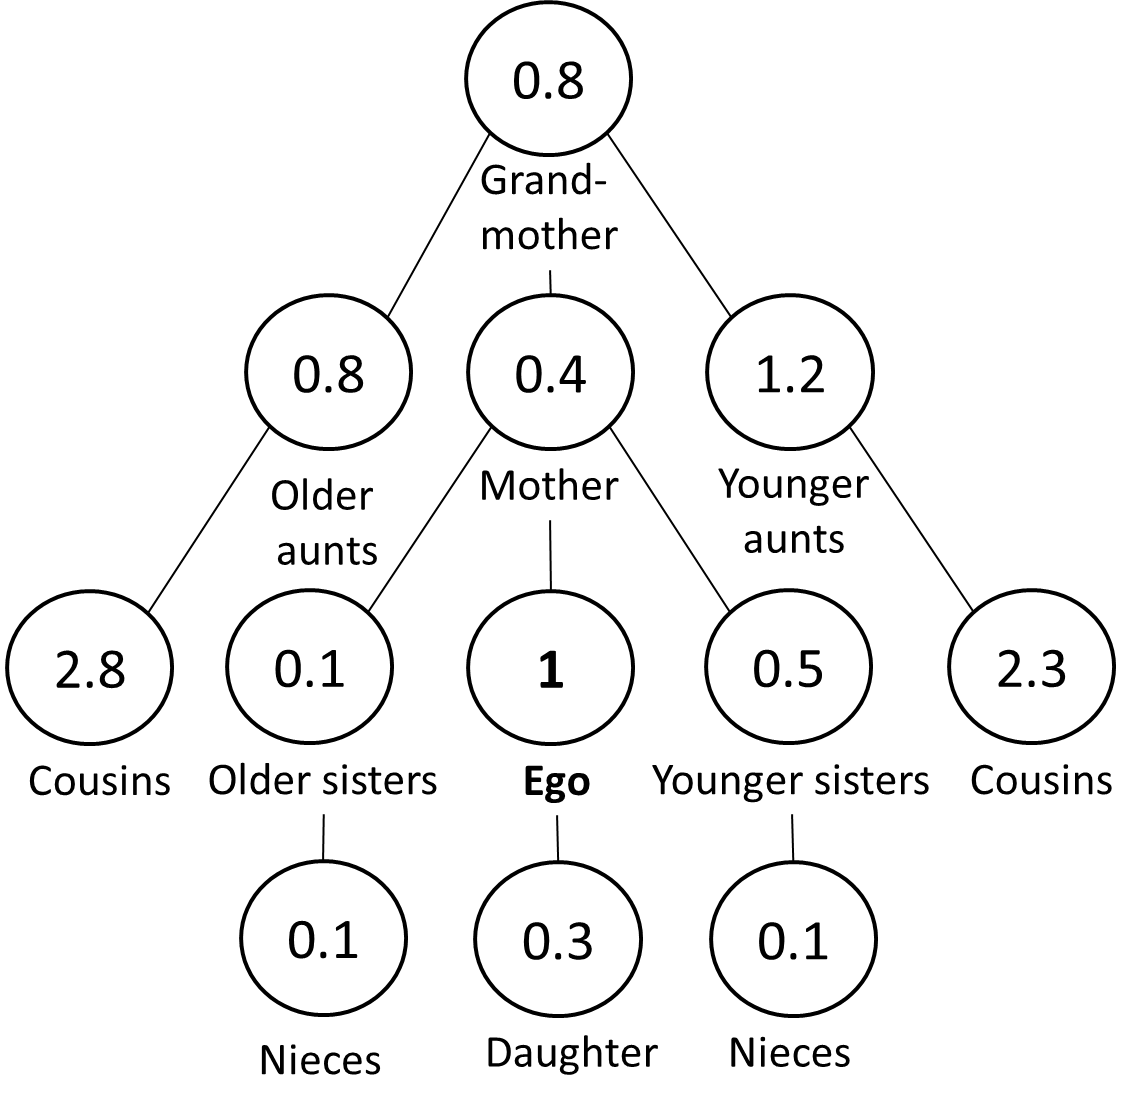 0.8
Grand-
mother
0.8
0.4
1.2
Older
aunts
Mother
Younger
aunts
2.8
0.1
1
0.5
2.3
Cousins
Older sisters
Ego
Younger sisters
Cousins
0.1
0.3
0.1
Nieces
Daughter
Nieces